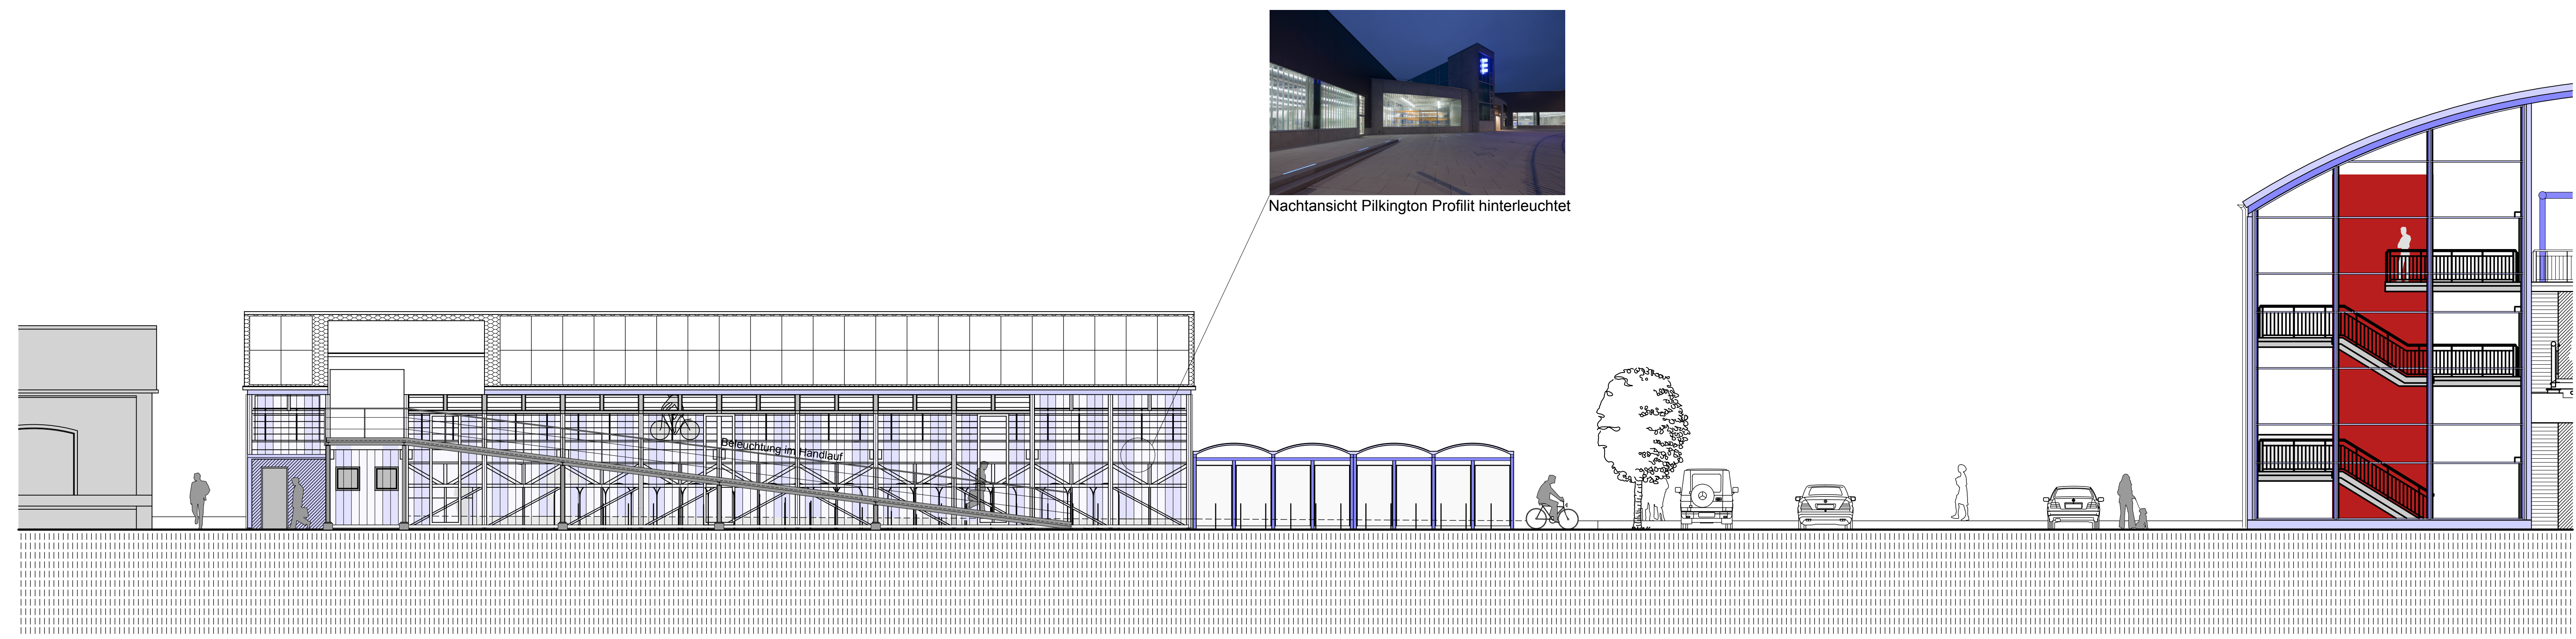 Nachtansicht Pilkington Profilit hinterleuchtet
Beleuchtung im Handlauf